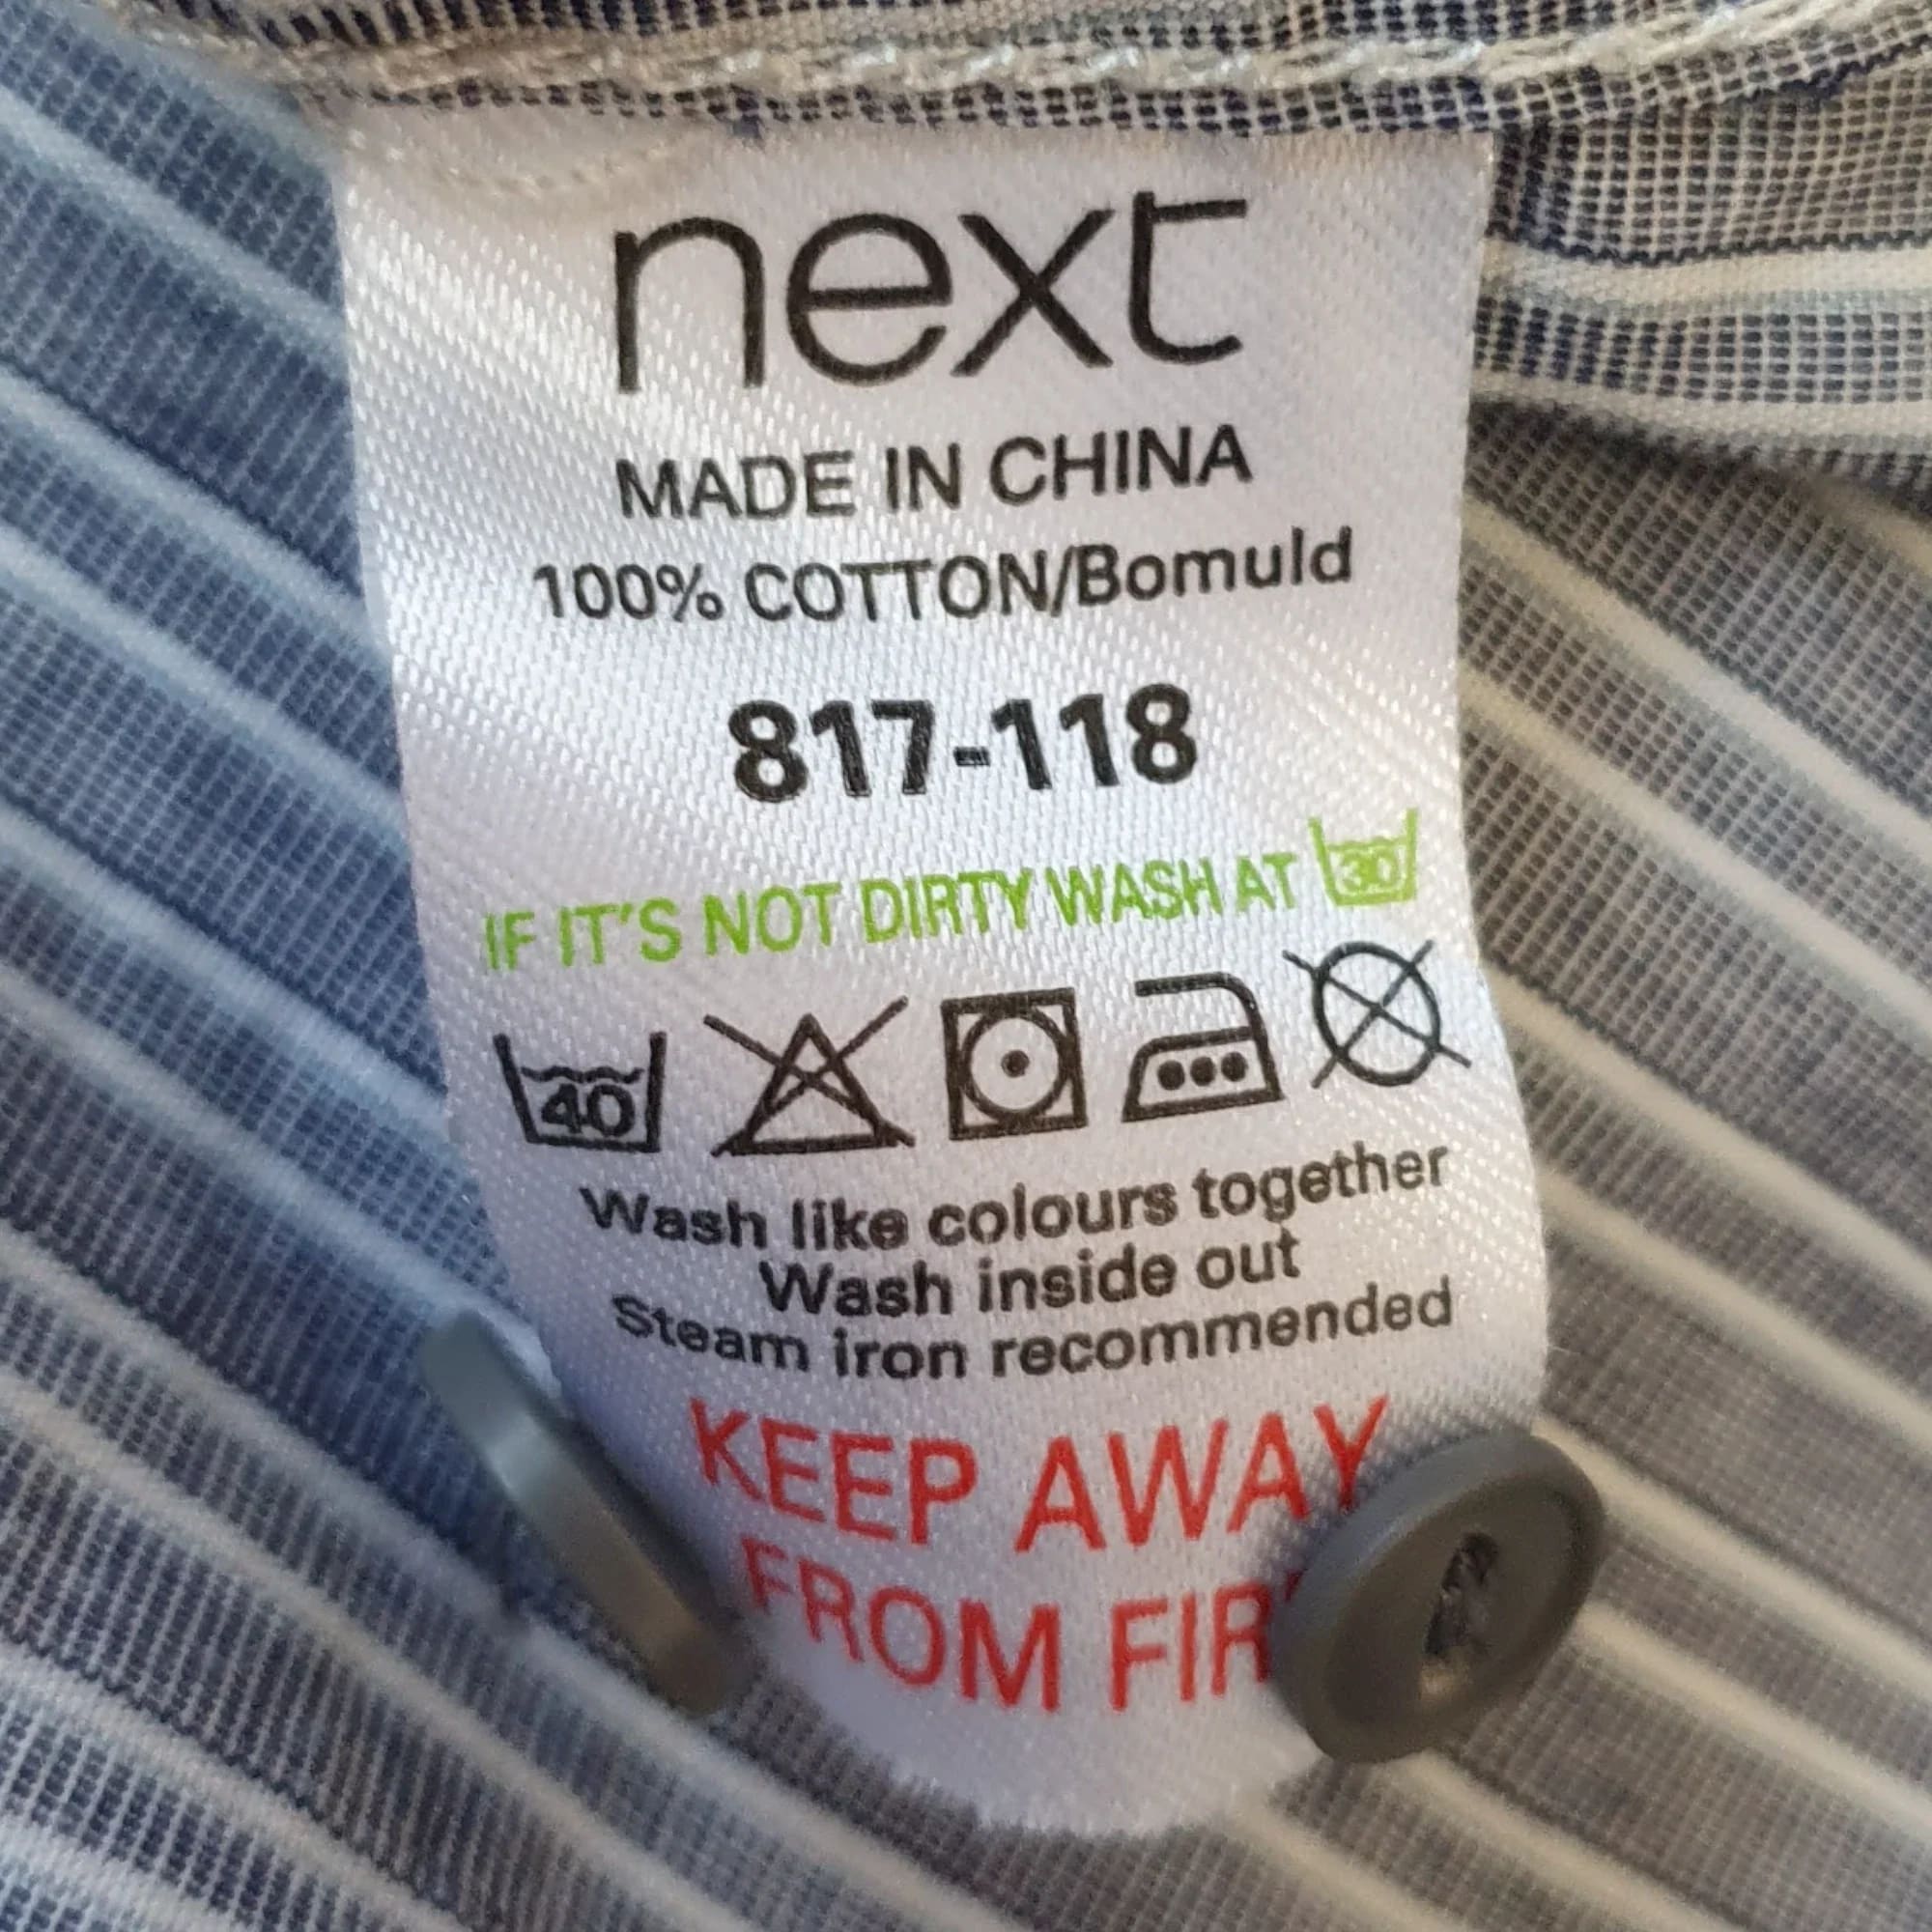 next
MADE IN CHINA
100% COTTON/Bomuld
817-118
IF IT'S NOT DIRTY WASH AT 30
40
Wash like colours together
Wash inside out
Steam iron recommended
KEEP AWAY
FROM FIR